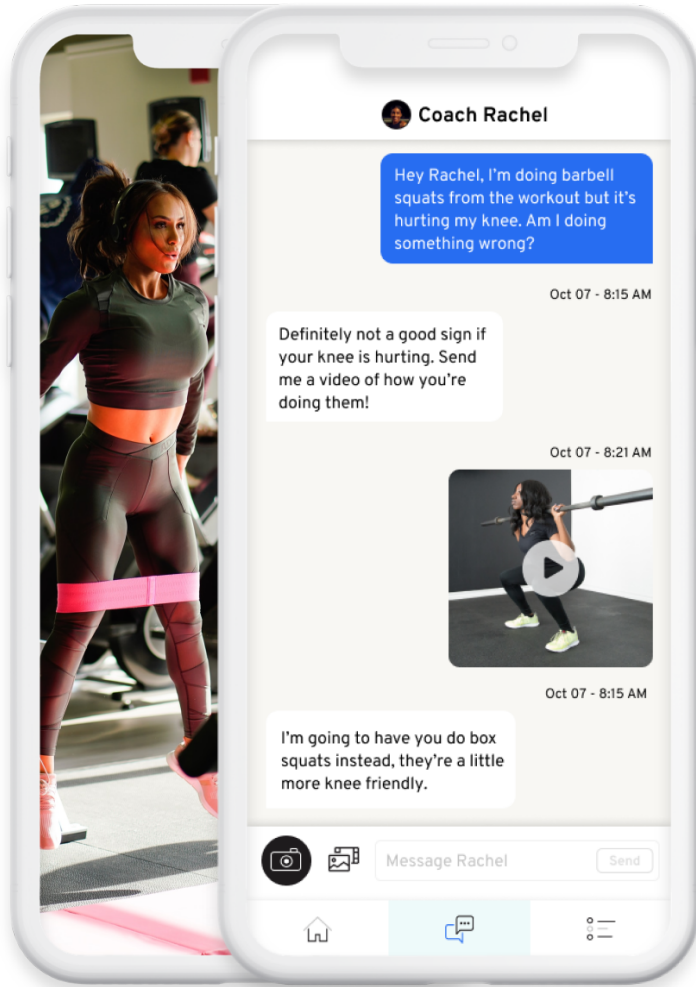 Coach Rachel
Hey Rachel, I'm doing barbell
squats from the workout but it's
hurting my knee. Am I doing
something wrong?
Oct 07 - 8:15 AM
Definitely not a good sign if
your knee is hurting. Send
me a video of how you're
doing them!
Oct 07 - 8:21 AM
Oct 07 - 8:15 AM
I'm going to have you do box
squats instead, they're a little
more knee friendly.
Message Rachel
Send